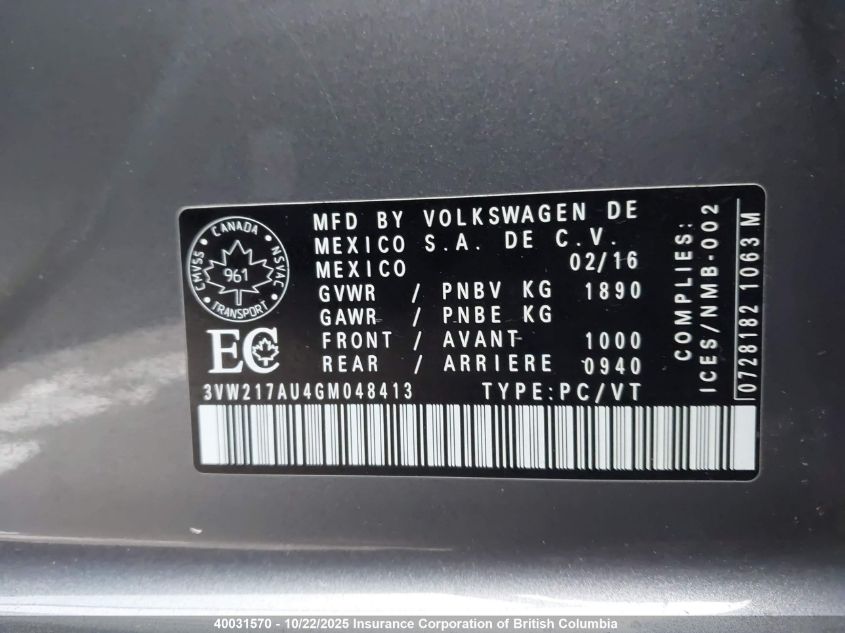 CANADA
CMVSS
NSVAC
961
TRANSPORT
EC
MFD BY VOLKSWAGEN DE
MEXICO S.A. DE C.V.
MEXICO 02/16
GVWR / PNBV KG 1890
GAWR / PNBE KG
FRONT / AVANT 1000
REAR / ARRIERE 0940
3VW217AU4GM048413 TYPE:PC/VT
COMPLIES:
ICES/NMB-002
0728182 1063 M
40031570 - 10/22/2025 Insurance Corporation of British Columbia